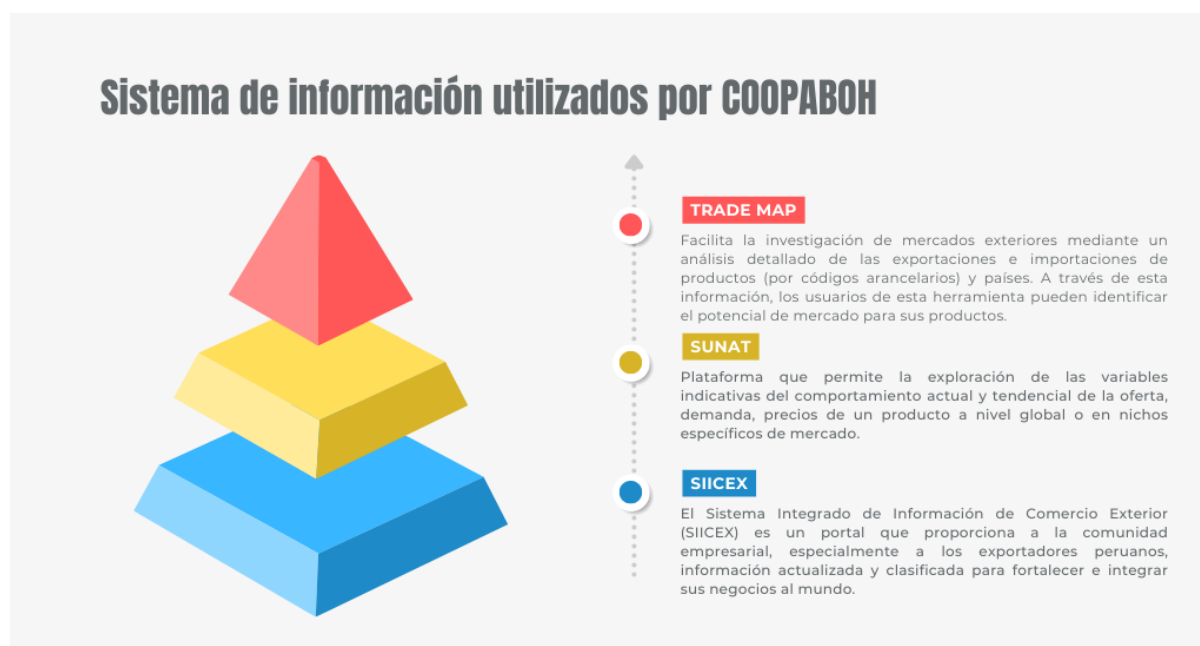 Sistema de información utilizados por COOPABOH
TRADE MAP
Facilita la investigación de mercados exteriores mediante un
análisis detallado de las exportaciones e importaciones de
productos (por códigos arancelarios) y países. A través de esta
información, los usuarios de esta herramienta pueden identificar
el potencial de mercado para sus productos.
SUNAT
Plataforma que permite la exploración de las variables
indicativas del comportamiento actual y tendencial de la oferta,
demanda, precios de un producto a nivel global o en nichos
específicos de mercado.
SIICEX
El Sistema Integrado de Información de Comercio Exterior
(SIICEX) es un portal que proporciona a la comunidad
empresarial, especialmente a los exportadores peruanos,
información actualizada y clasificada para fortalecer e integrar
sus negocios al mundo.